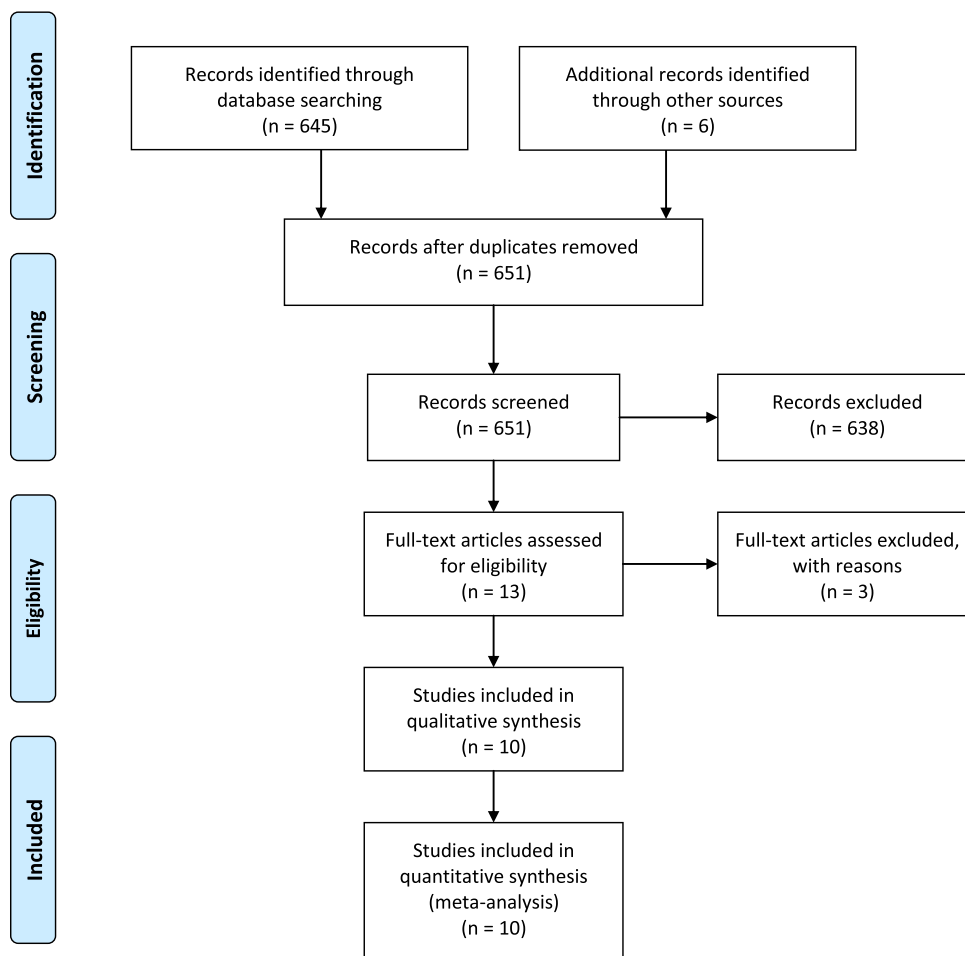 Identification
Records identified through
database searching
(n = 645)
Additional records identified
through other sources
(n = 6)
Records after duplicates removed
(n = 651)
Screening
Records screened
(n = 651)
Records excluded
(n = 638)
Eligibility
Full-text articles assessed
for eligibility
(n = 13)
Full-text articles excluded,
with reasons
(n = 3)
Studies included in
qualitative synthesis
(n = 10)
Included
Studies included in
quantitative synthesis
(meta-analysis)
(n = 10)